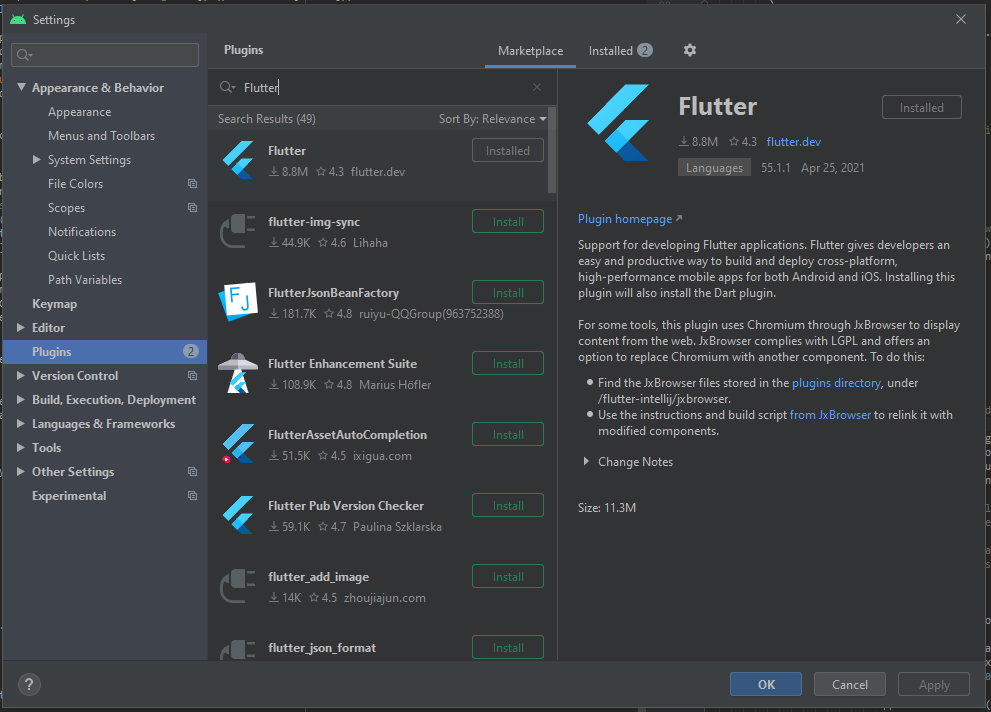 Settings
Appearance & Behavior
Appearance
Menus and Toolbars
System Settings
File Colors
Scopes
Notifications
Quick Lists
Path Variables
Keymap
Editor
Plugins 2
Version Control
Build, Execution, Deployment
Languages & Frameworks
Tools
Other Settings
Experimental
Plugins
Marketplace
Installed 2
Flutter
Search Results (49) Sort By: Relevance
Flutter Installed
8.8M 4.3 flutter.dev
flutter-img-sync Install
44.9K 4.6 Lihaha
FJ
FlutterJsonBeanFactory Install
181.7K 4.8 ruiyu-QQGroup(963752388)
Flutter Enhancement Suite Install
108.9K 4.8 Marius Höfler
FlutterAssetAutoCompletion Install
51.5K 4.5 ixigua.com
Flutter Pub Version Checker Install
59.1K 4.7 Paulina Szklarska
flutter_add_image Install
14K 4.5 zhoujiajun.com
flutter_json_format Install
Flutter Installed
8.8M 4.3 flutter.dev
Languages 55.1.1 Apr 25, 2021
Plugin homepage
Support for developing Flutter applications. Flutter gives developers an
easy and productive way to build and deploy cross-platform,
high-performance mobile apps for both Android and iOS. Installing this
plugin will also install the Dart plugin.
For some tools, this plugin uses Chromium through JxBrowser to display
content from the web. JxBrowser complies with LGPL and offers an
option to replace Chromium with another component. To do this:
Find the JxBrowser files stored in the plugins directory, under
/flutter-intellij/jxbrowser.
Use the instructions and build script from JxBrowser to relink it with
modified components.
Change Notes
Size: 11.3M
?
OK
Cancel
Apply